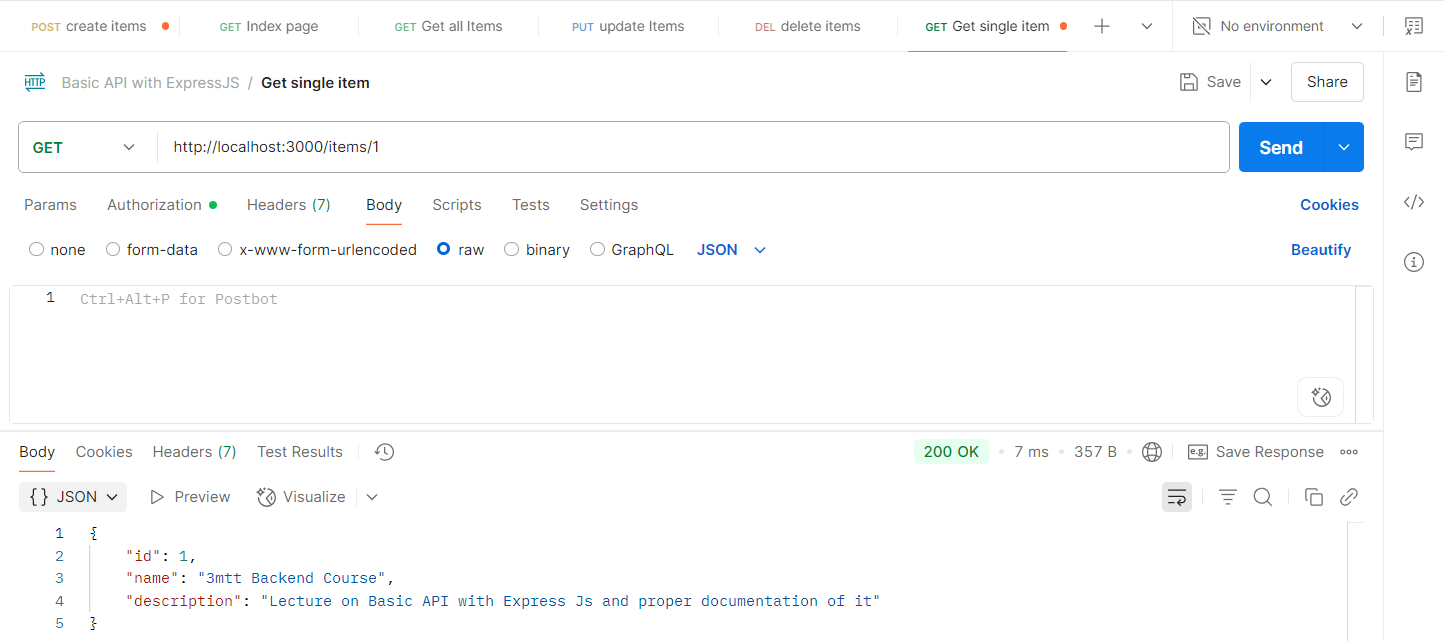 POST create items GET Index page GET Get all Items PUT update Items DEL delete items GET Get single item No environment
HTTP Basic API with ExpressJS / Get single item Save Share
GET http://localhost:3000/items/1 Send
Params Authorization Headers (7) Body Scripts Tests Settings Cookies
none form-data x-www-form-urlencoded raw binary GraphQL JSON Beautify
1 Ctrl+Alt+P for Postbot
Body Cookies Headers (7) Test Results 200 OK • 7 ms • 357 B • e.g. Save Response
{} JSON Preview Visualize
1 {
2 "id": 1,
3 "name": "3mtt Backend Course",
4 "description": "Lecture on Basic API with Express Js and proper documentation of it"
5 }